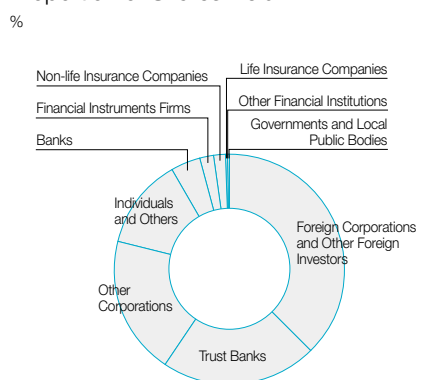 %
Non-life Insurance Companies
Life Insurance Companies
Financial Instruments Firms
Other Financial Institutions
Banks
Governments and Local
Public Bodies
Individuals
and Others
Foreign Corporations
and Other Foreign
Investors
Other
Corporations
Trust Banks